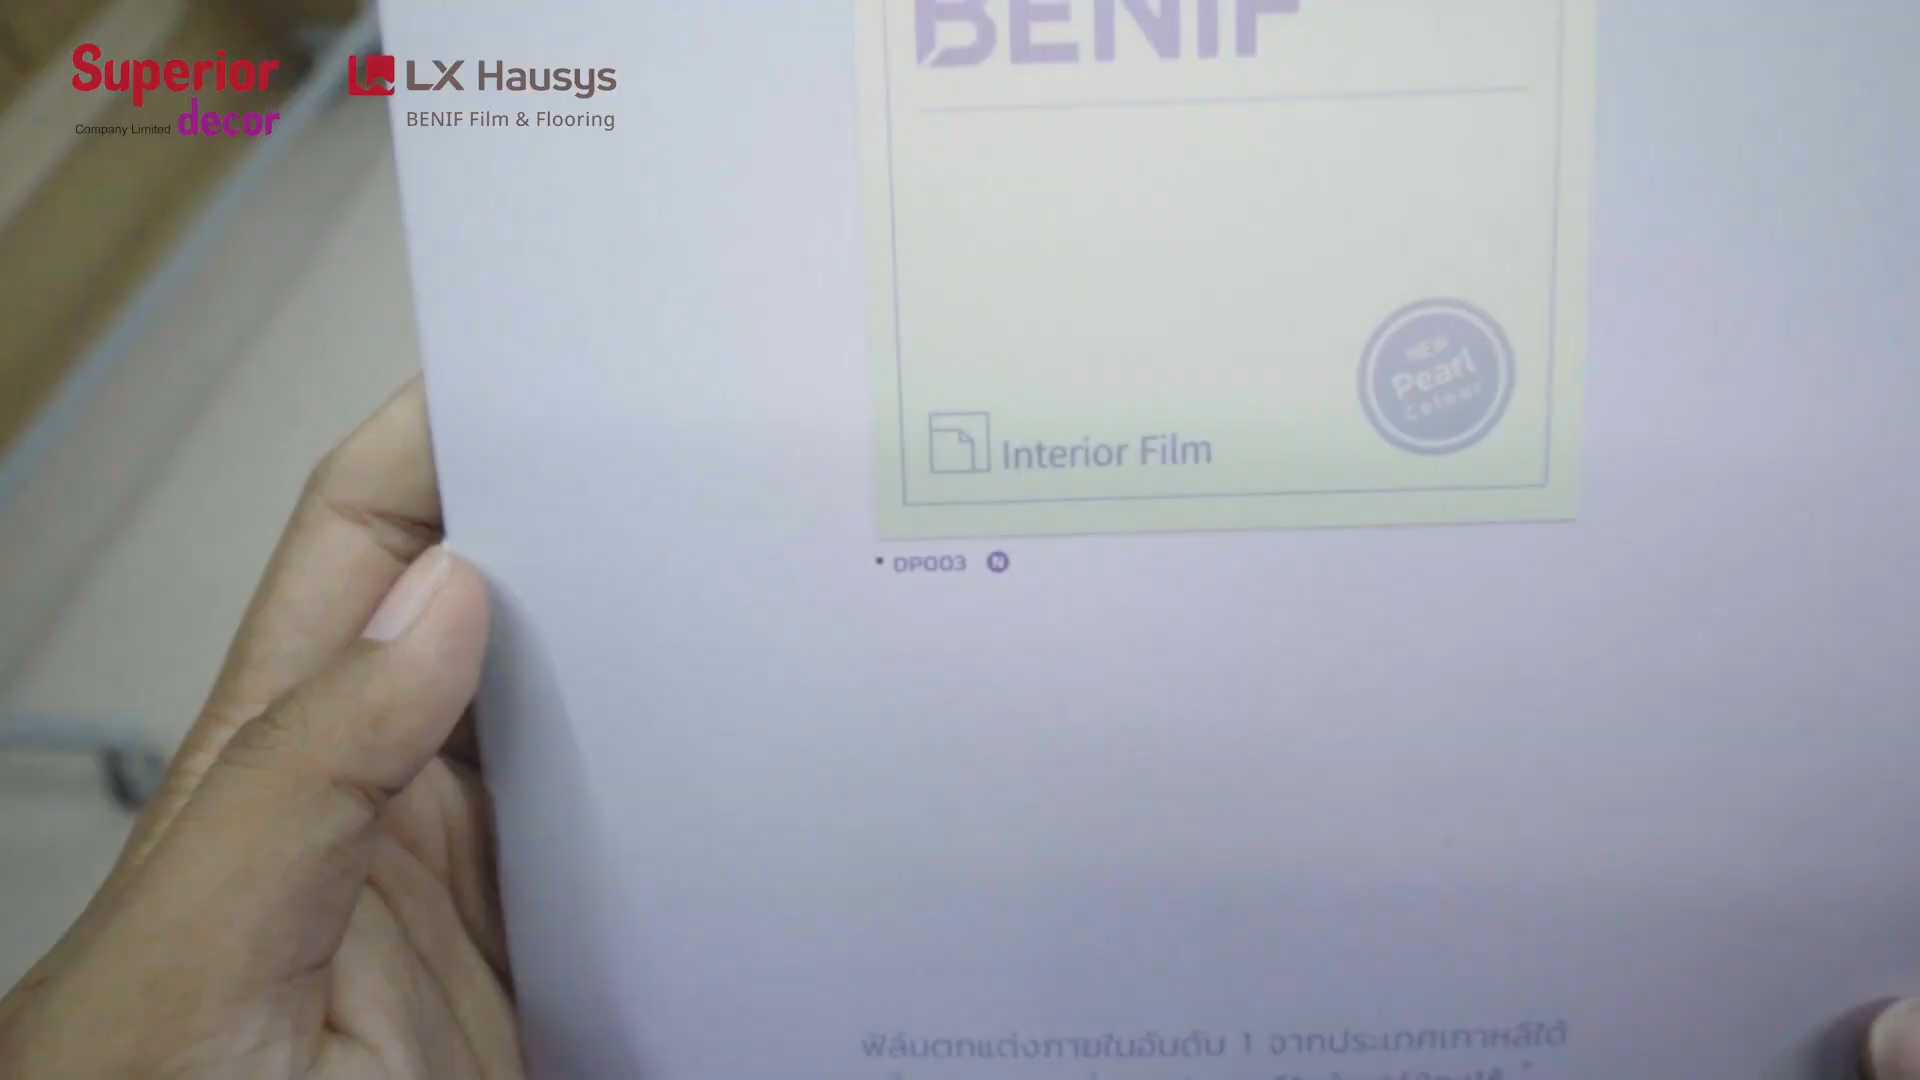 Superior
decor
Company Limited
LX Hausys
BENIF Film & Flooring
BENIF
NEW
Pearl
Colour
Interior Film
• DP003 N
ฟิล์มตกแต่งภายในอันดับ 1 จากประเทศเกาหลีใต้